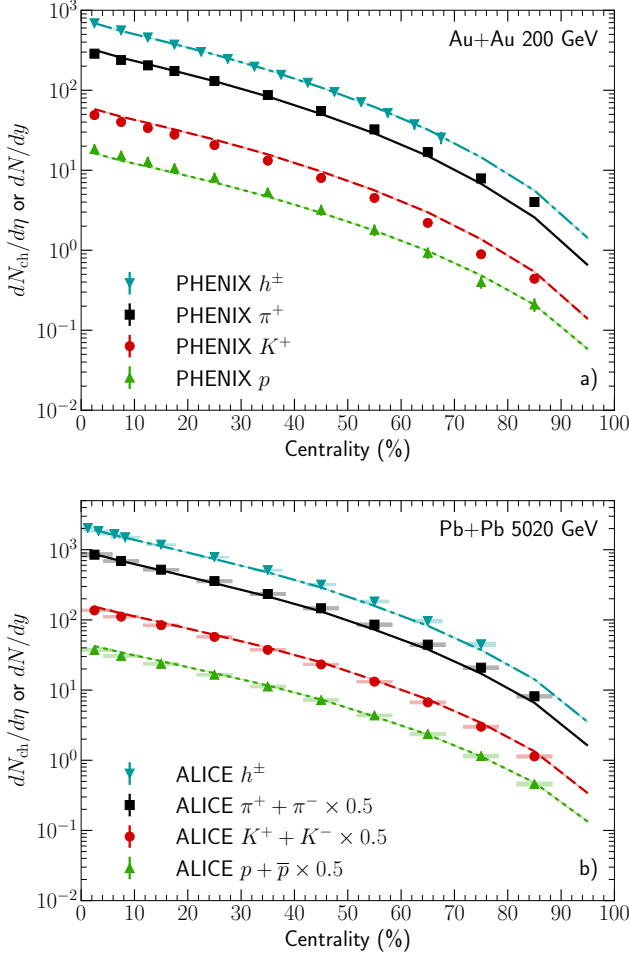 Au+Au 200 GeV
10³
10²
10¹
10⁰
10⁻¹
10⁻²
dN_ch/dη or dN/dy
PHENIX h±
PHENIX π⁺
PHENIX K⁺
PHENIX p
a)
0 10 20 30 40 50 60 70 80 90 100
Centrality (%)
Pb+Pb 5020 GeV
10³
10²
10¹
10⁰
10⁻¹
10⁻²
dN_ch/dη or dN/dy
ALICE h±
ALICE π⁺ + π⁻ × 0.5
ALICE K⁺ + K⁻ × 0.5
ALICE p + p̅ × 0.5
b)
0 10 20 30 40 50 60 70 80 90 100
Centrality (%)